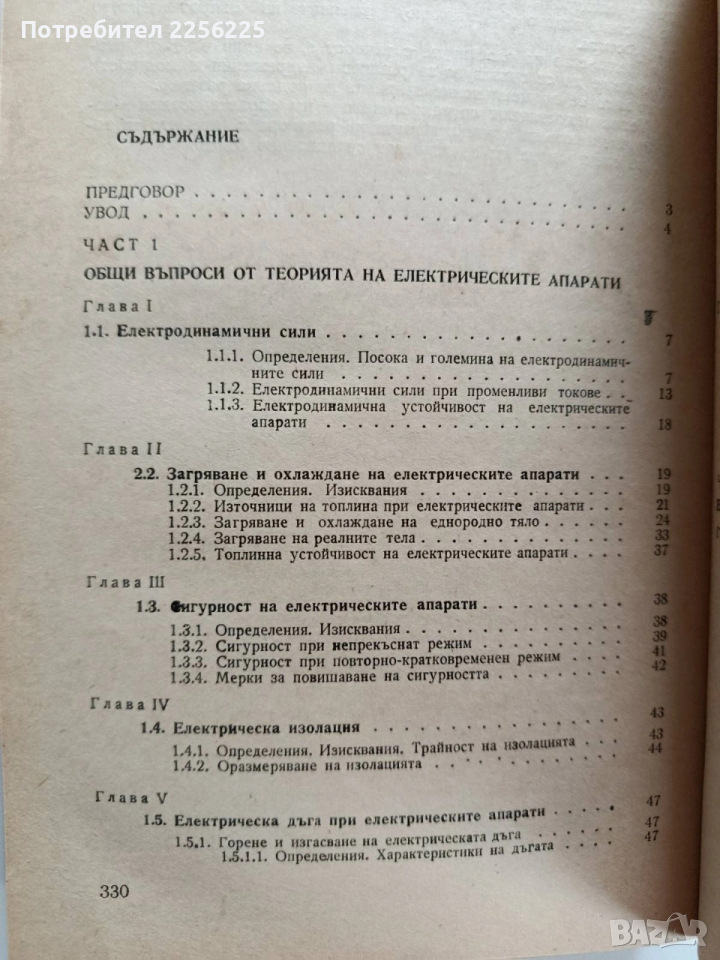 Потребител 2256225
СЪДЪРЖАНИЕ
ПРЕДГОВОР . . . . . . . . . . . . . . . . . . . . 3
УВОД . . . . . . . . . . . . . . . . . . . . 4
ЧАСТ 1
ОБЩИ ВЪПРОСИ ОТ ТЕОРИЯТА НА ЕЛЕКТРИЧЕСКИТЕ АПАРАТИ
Глава I
1.1. Електродинамични сили . . . . . . . . . . . . . . . . 7
1.1.1. Определения. Посока и големина на електродинамич-
ните сили . . . . . . . . . . . . . . . . 7
1.1.2. Електродинамични сили при променливи токове . . 13
1.1.3. Електродинамична устойчивост на електрическите
апарати . . . . . . . . . . . . . . . . 18
Глава II
2.2. Загряване и охлаждане на електрическите апарати . . . 19
1.2.1. Определения. Изисквания . . . . . . . . . . . 19
1.2.2. Източници на топлина при електрическите апарати . . 21
1.2.3. Загряване и охлаждане на еднородно тяло . . . . 24
1.2.4. Загряване на реалните тела . . . . . . . . . . . 33
1.2.5. Топлинна устойчивост на електрическите апарати . . . 37
Глава III
1.3. Сигурност на електрическите апарати . . . . . . . . . . 38
1.3.1. Определения. Изисквания . . . . . . . . . . . 38
1.3.2. Сигурност при непрекъснат режим . . . . . . . 39
1.3.3. Сигурност при повторно-кратковременен режим . . . 41
1.3.4. Мерки за повишаване на сигурността . . . . . . 42
Глава IV
1.4. Електрическа изолация . . . . . . . . . . . . . . . 43
1.4.1. Определения. Изисквания. Трайност на изолацията . . . 43
1.4.2. Оразмеряване на изолацията . . . . . . . . . . 44
Глава V
1.5. Електрическа дъга при електрическите апарати . . . . . 47
1.5.1. Горене и изгасване на електрическата дъга . . . . . 47
1.5.1.1. Определения. Характеристики на дъгата . . . . 47
330
BAZAR